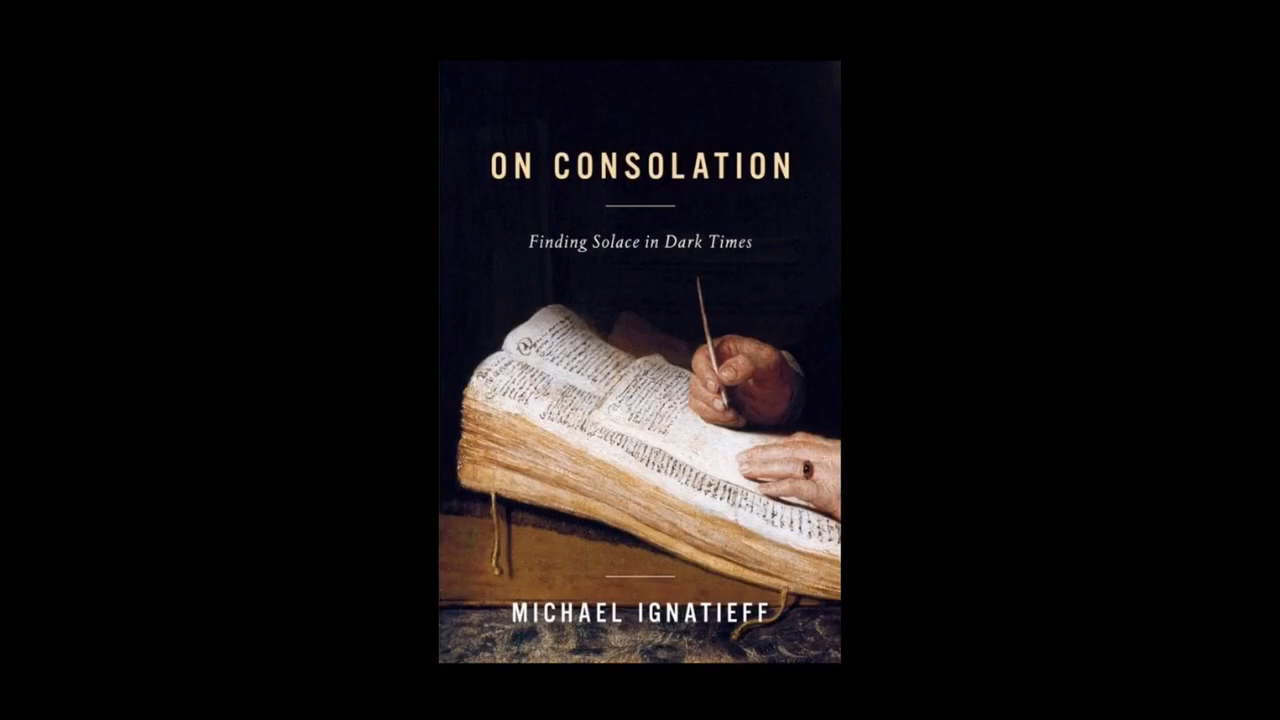 ON CONSOLATION
Finding Solace in Dark Times
MICHAEL IGNATIEFF